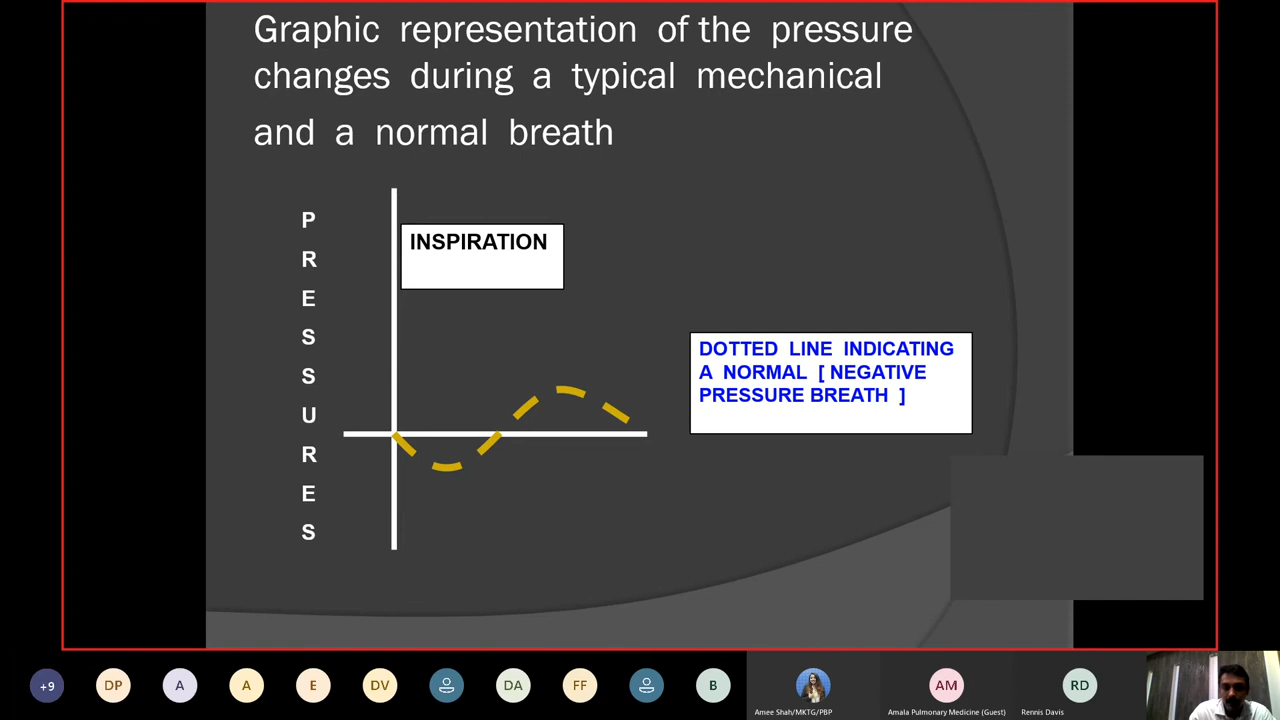 Graphic representation of the pressure
changes during a typical mechanical
and a normal breath
P
R
E
S
S
U
R
E
S
INSPIRATION
DOTTED LINE INDICATING
A NORMAL [ NEGATIVE
PRESSURE BREATH ]
+9
DP
A
A
E
DV
DA
FF
B
Amee Shah/MKTG/PBP
AM
Amala Pulmonary Medicine (Guest)
RD
Rennis Davis